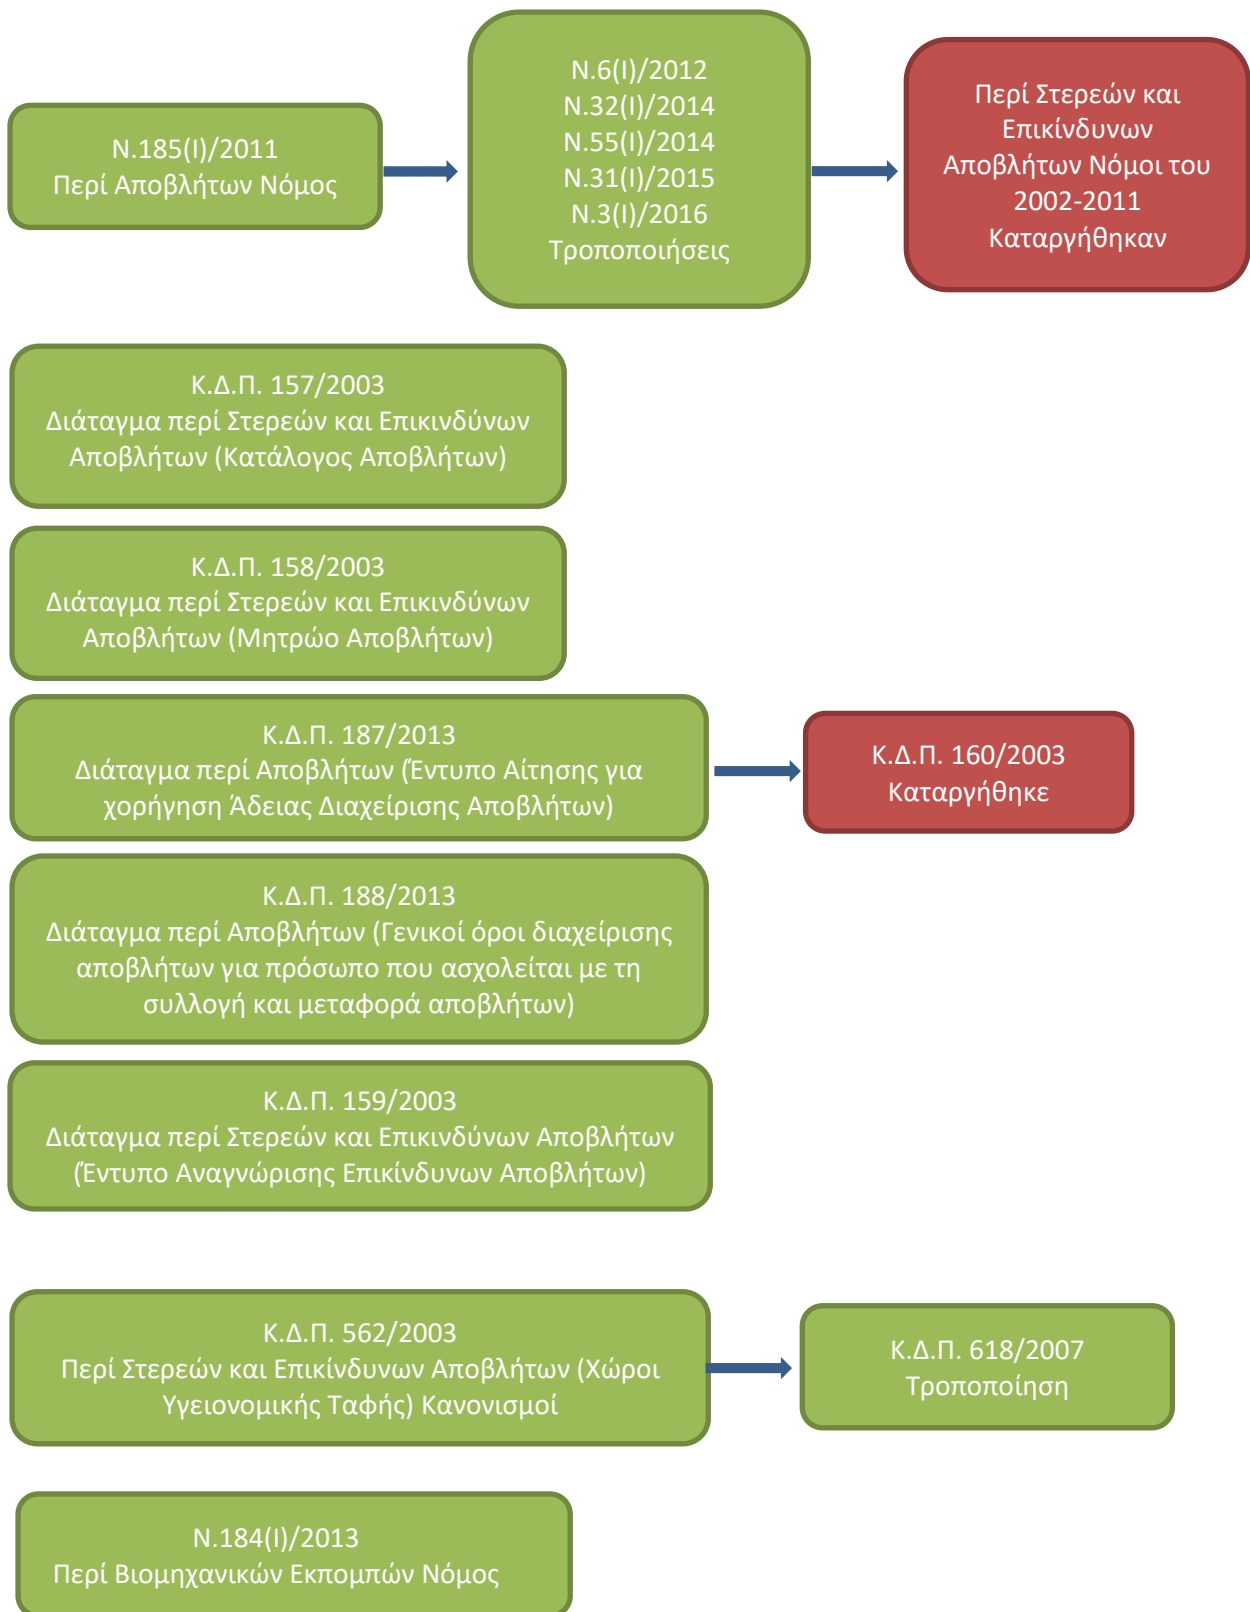 Ν.185(Ι)/2011
Περί Αποβλήτων Νόμος
Ν.6(Ι)/2012
Ν.32(Ι)/2014
Ν.55(Ι)/2014
Ν.31(Ι)/2015
Ν.3(Ι)/2016
Τροποποιήσεις
Περί Στερεών και
Επικίνδυνων
Αποβλήτων Νόμοι του
2002-2011
Καταργήθηκαν
Κ.Δ.Π. 157/2003
Διάταγμα περί Στερεών και Επικινδύνων
Αποβλήτων (Κατάλογος Αποβλήτων)
Κ.Δ.Π. 158/2003
Διάταγμα περί Στερεών και Επικινδύνων
Αποβλήτων (Μητρώο Αποβλήτων)
Κ.Δ.Π. 187/2013
Διάταγμα περί Αποβλήτων (Έντυπο Αίτησης για
χορήγηση Άδειας Διαχείρισης Αποβλήτων)
Κ.Δ.Π. 160/2003
Καταργήθηκε
Κ.Δ.Π. 188/2013
Διάταγμα περί Αποβλήτων (Γενικοί όροι διαχείρισης
αποβλήτων για πρόσωπο που ασχολείται με τη
συλλογή και μεταφορά αποβλήτων)
Κ.Δ.Π. 159/2003
Διάταγμα περί Στερεών και Επικινδύνων Αποβλήτων
(Έντυπο Αναγνώρισης Επικίνδυνων Αποβλήτων)
Κ.Δ.Π. 562/2003
Περί Στερεών και Επικίνδυνων Αποβλήτων (Χώροι
Υγειονομικής Ταφής) Κανονισμοί
Κ.Δ.Π. 618/2007
Τροποποίηση
Ν.184(Ι)/2013
Περί Βιομηχανικών Εκπομπών Νόμος